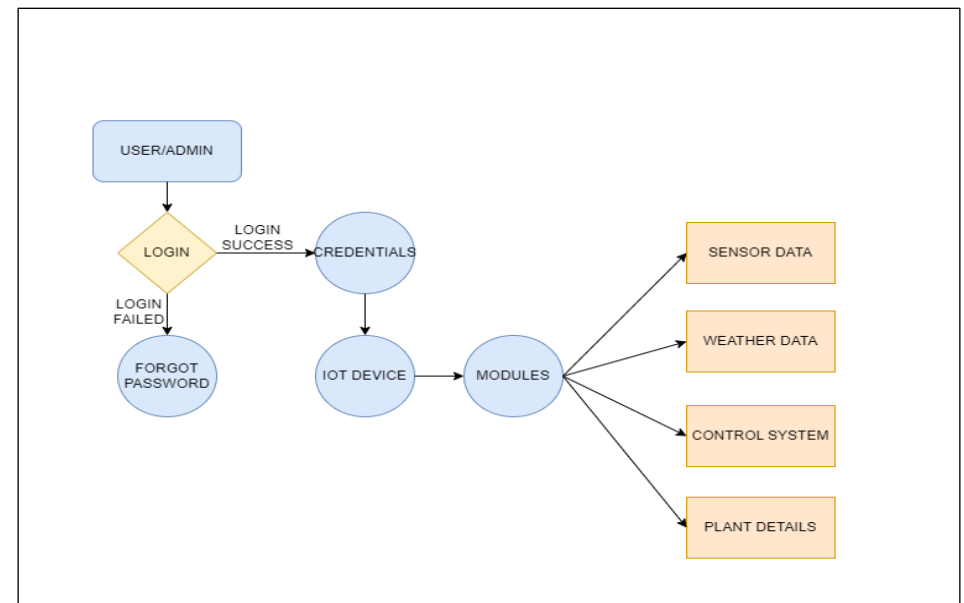 USER/ADMIN
LOGIN
LOGIN
SUCCESS
CREDENTIALS
LOGIN
FAILED
FORGOT
PASSWORD
IOT DEVICE
MODULES
SENSOR DATA
WEATHER DATA
CONTROL SYSTEM
PLANT DETAILS